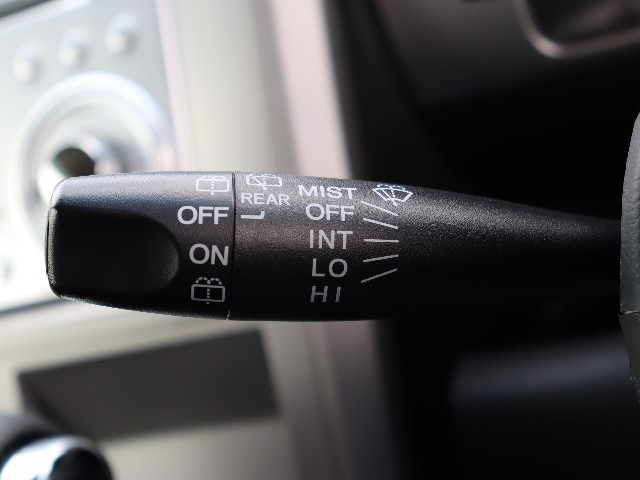 OFF
ON
REAR
MIST
OFF
INT
LO
HI